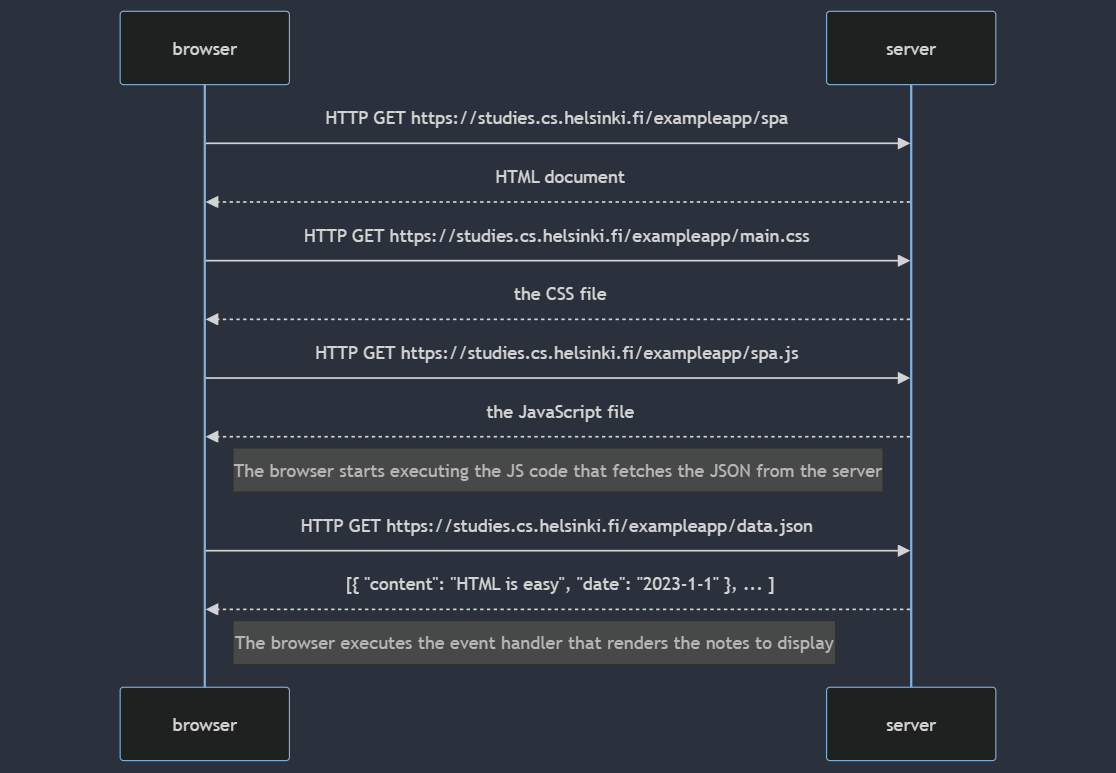 browser
server
HTTP GET https://studies.cs.helsinki.fi/exampleapp/spa
HTML document
HTTP GET https://studies.cs.helsinki.fi/exampleapp/main.css
the CSS file
HTTP GET https://studies.cs.helsinki.fi/exampleapp/spa.js
the JavaScript file
The browser starts executing the JS code that fetches the JSON from the server
HTTP GET https://studies.cs.helsinki.fi/exampleapp/data.json
[{ "content": "HTML is easy", "date": "2023-1-1" }, ... ]
The browser executes the event handler that renders the notes to display
browser
server